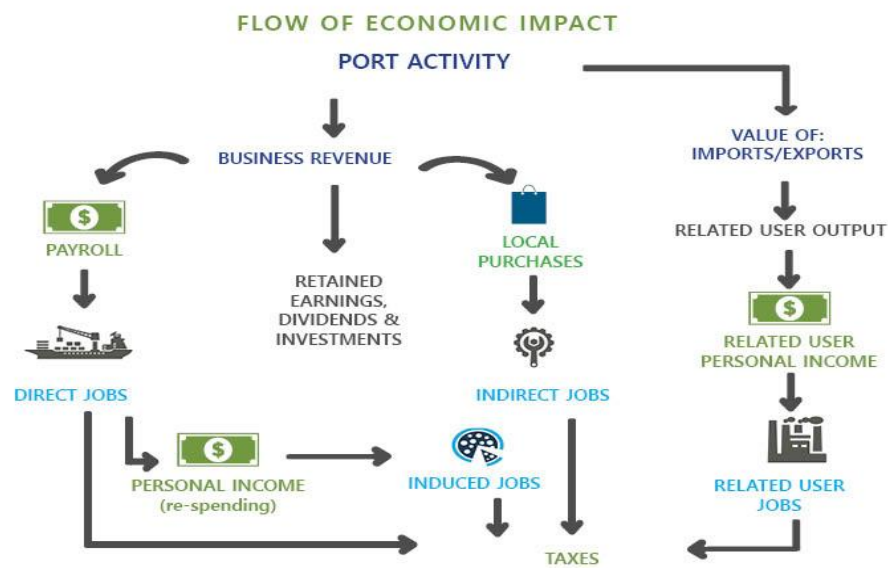 FLOW OF ECONOMIC IMPACT
PORT ACTIVITY
BUSINESS REVENUE
VALUE OF:
IMPORTS/EXPORTS
$
PAYROLL
LOCAL
PURCHASES
RELATED USER OUTPUT
RETAINED
EARNINGS,
DIVIDENDS &
INVESTMENTS
$
RELATED USER
PERSONAL INCOME
DIRECT JOBS
INDIRECT JOBS
$
PERSONAL INCOME
(re-spending)
INDUCED JOBS
RELATED USER
JOBS
TAXES